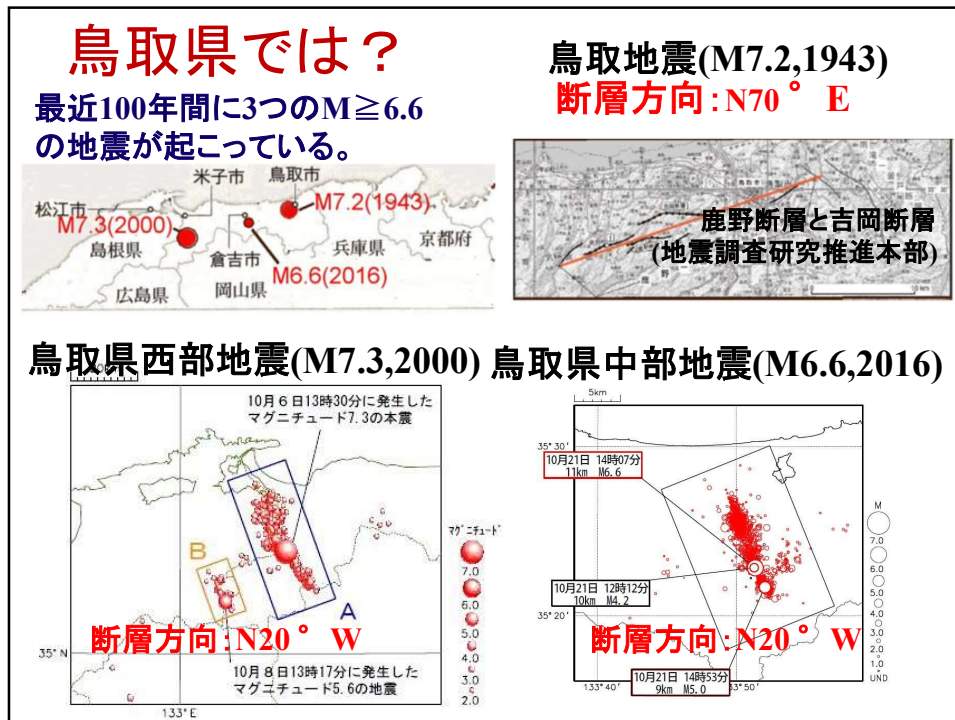 鳥取県では？
最近100年間に3つのM≧6.6
の地震が起こっている。
米子市
鳥取市
松江市
M7.2(1943)
M7.3(2000)
島根県
倉吉市
兵庫県
京都府
M6.6(2016)
広島県
岡山県
鳥取地震(M7.2,1943)
断層方向：N70°E
鹿野断層と吉岡断層
(地震調査研究推進本部)
10 km
鳥取県西部地震(M7.3,2000)
10月6日13時30分に発生した
マグニチュード7.3の本震
B
A
断層方向：N20°W
35°N
10月8日13時17分に発生した
マグニチュード5.6の地震
133°E
ﾏｸﾞﾆﾁｭｰﾄﾞ
7.0
6.0
5.0
4.0
3.0
2.0
鳥取県中部地震(M6.6,2016)
5km
35°30'
10月21日 14時07分
11km M6.6
10月21日 12時12分
10km M4.2
35°20'
断層方向：N20°W
10月21日 14時53分
9km M5.0
133°40'
133°50'
M
7.0
6.0
5.0
4.0
3.0
2.0
1.0
UND